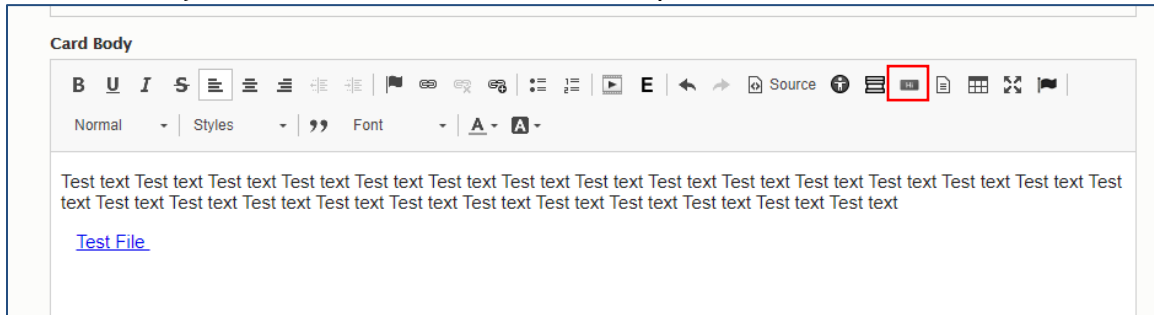 Card Body
B U I S E Source Hi
Normal Styles Font A A
Test text Test text Test text Test text Test text Test text Test text Test text Test text Test text Test text Test text Test text Test text Test
text Test text Test text Test text Test text Test text Test text Test text Test text Test text Test text Test text
Test File